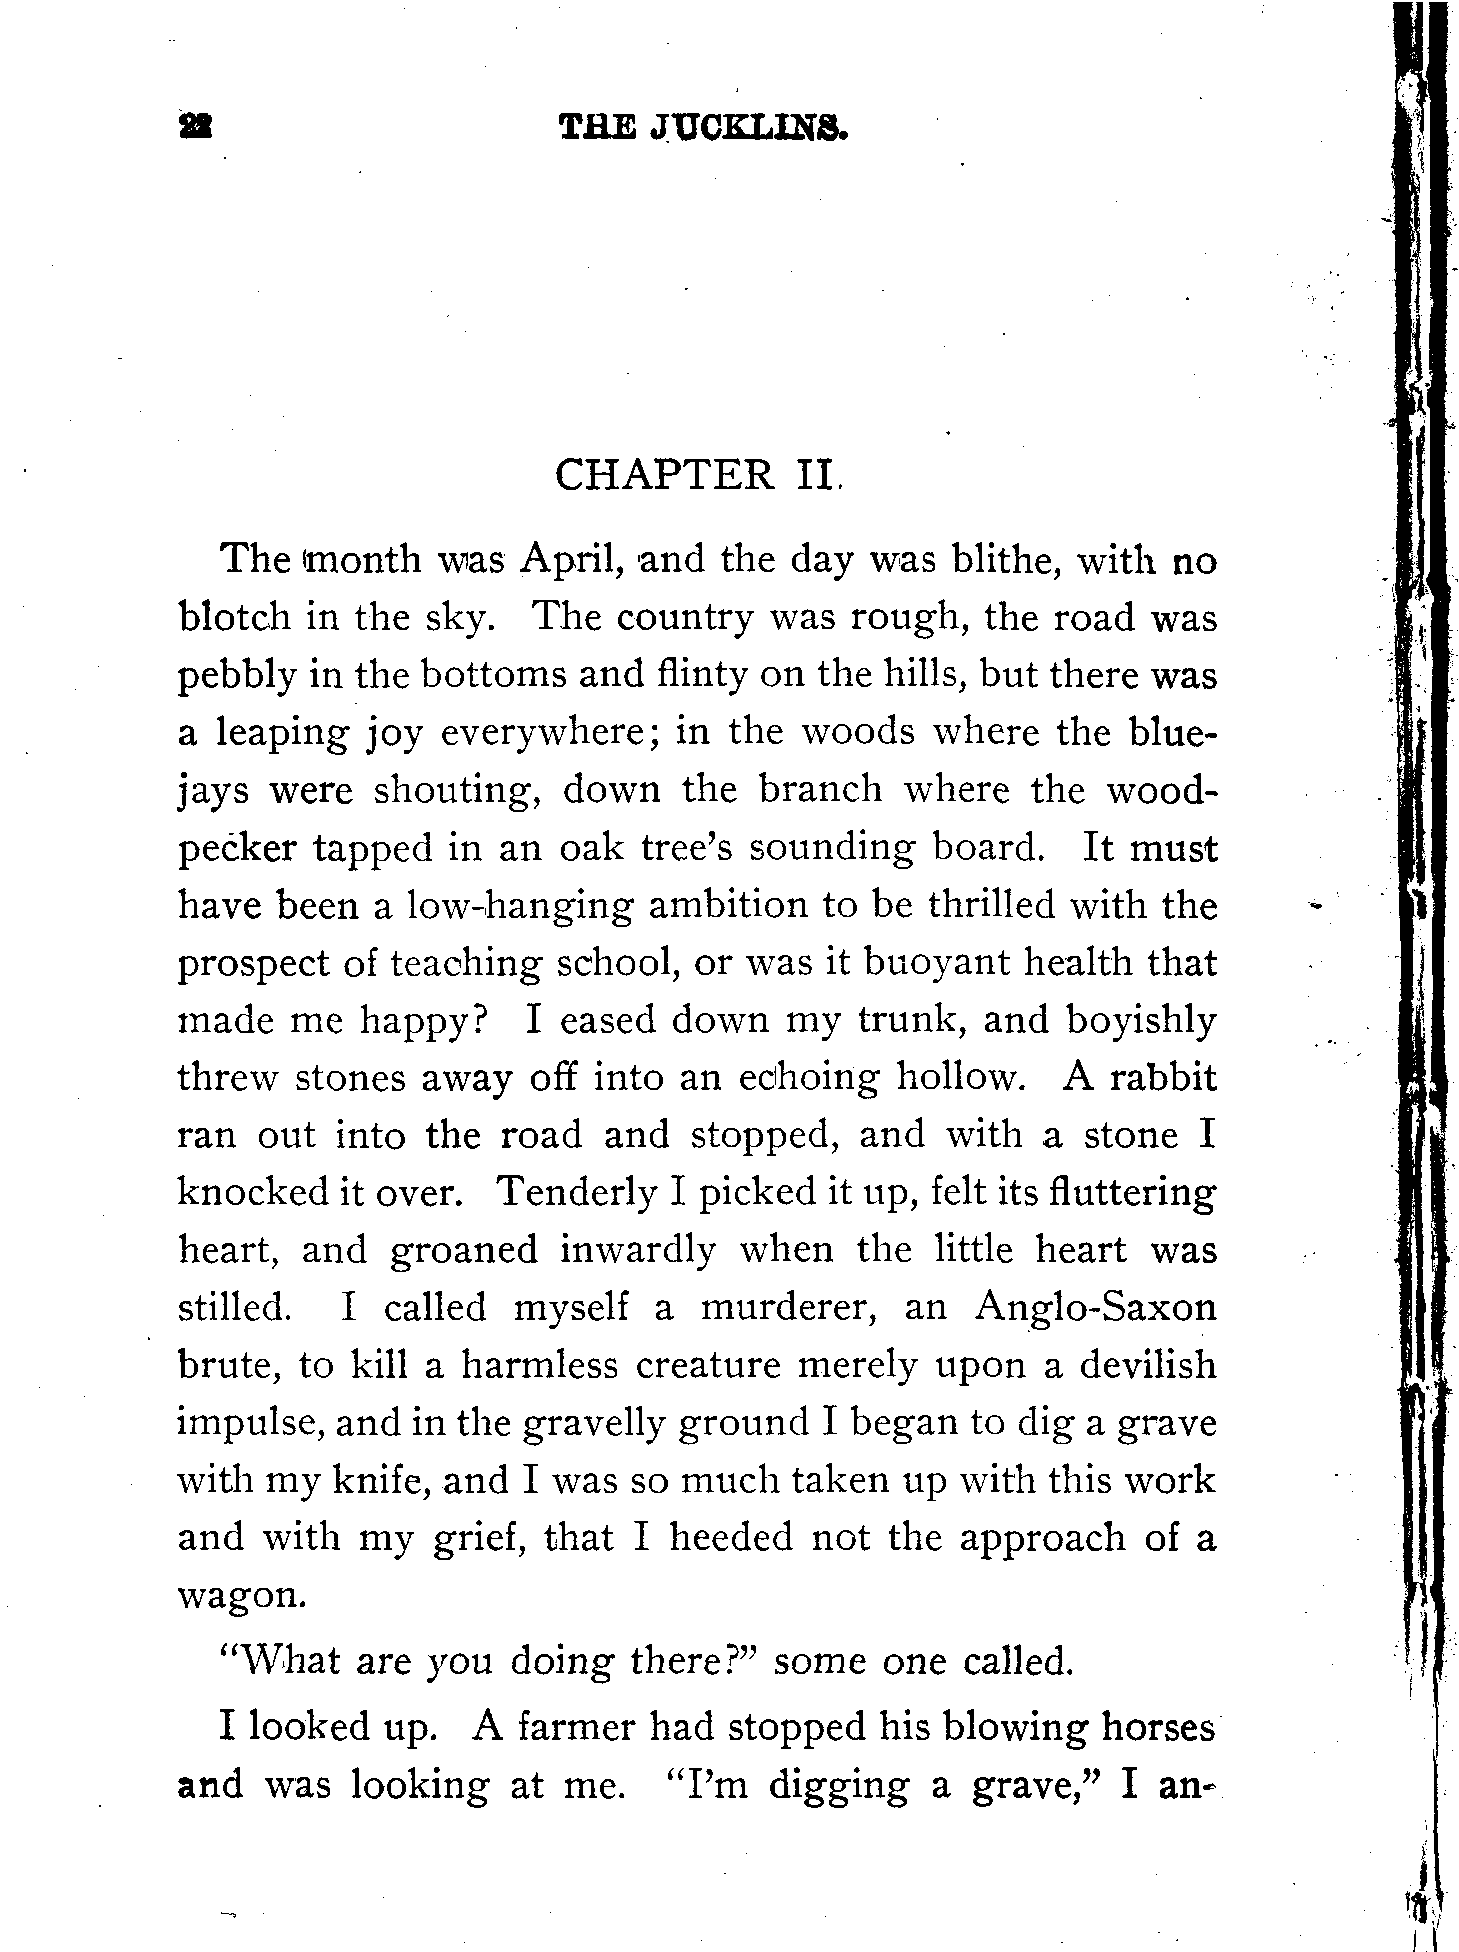 22 THE JUCKLINS.
CHAPTER II.
The month was April, and the day was blithe, with no
blotch in the sky. The country was rough, the road was
pebbly in the bottoms and flinty on the hills, but there was
a leaping joy everywhere; in the woods where the blue-
jays were shouting, down the branch where the wood-
pecker tapped in an oak tree's sounding board. It must
have been a low-hanging ambition to be thrilled with the
prospect of teaching school, or was it buoyant health that
made me happy? I eased down my trunk, and boyishly
threw stones away off into an echoing hollow. A rabbit
ran out into the road and stopped, and with a stone I
knocked it over. Tenderly I picked it up, felt its fluttering
heart, and groaned inwardly when the little heart was
stilled. I called myself a murderer, an Anglo-Saxon
brute, to kill a harmless creature merely upon a devilish
impulse, and in the gravelly ground I began to dig a grave
with my knife, and I was so much taken up with this work
and with my grief, that I heeded not the approach of a
wagon.
"What are you doing there?" some one called.
I looked up. A farmer had stopped his blowing horses
and was looking at me. "I'm digging a grave," I an-